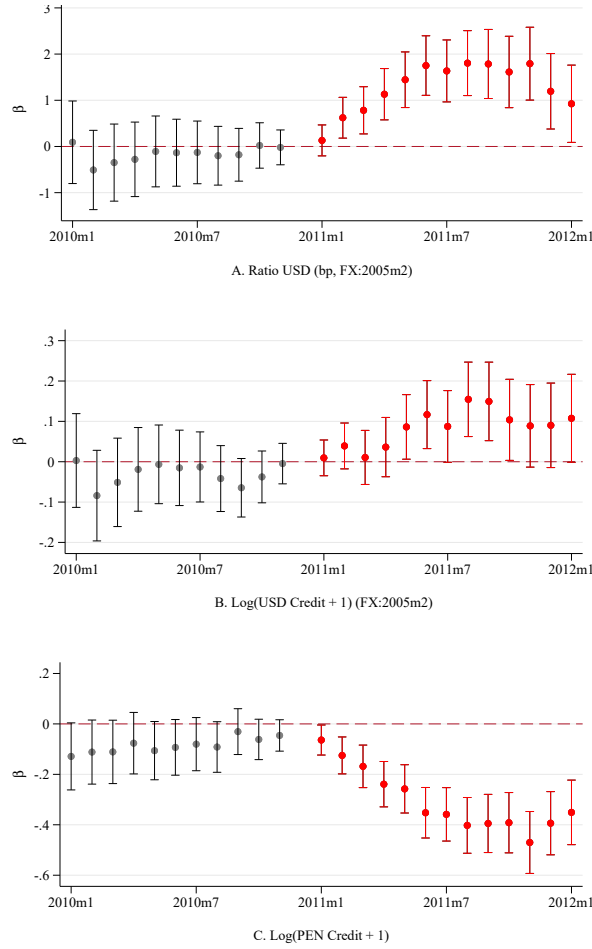 3
2
1
0
-1
β
2010m1 2010m7 2011m1 2011m7 2012m1
A. Ratio USD (bp, FX:2005m2)
.3
.2
.1
0
-.1
-.2
β
2010m1 2010m7 2011m1 2011m7 2012m1
B. Log(USD Credit + 1) (FX:2005m2)
.2
0
-.2
-.4
-.6
β
2010m1 2010m7 2011m1 2011m7 2012m1
C. Log(PEN Credit + 1)